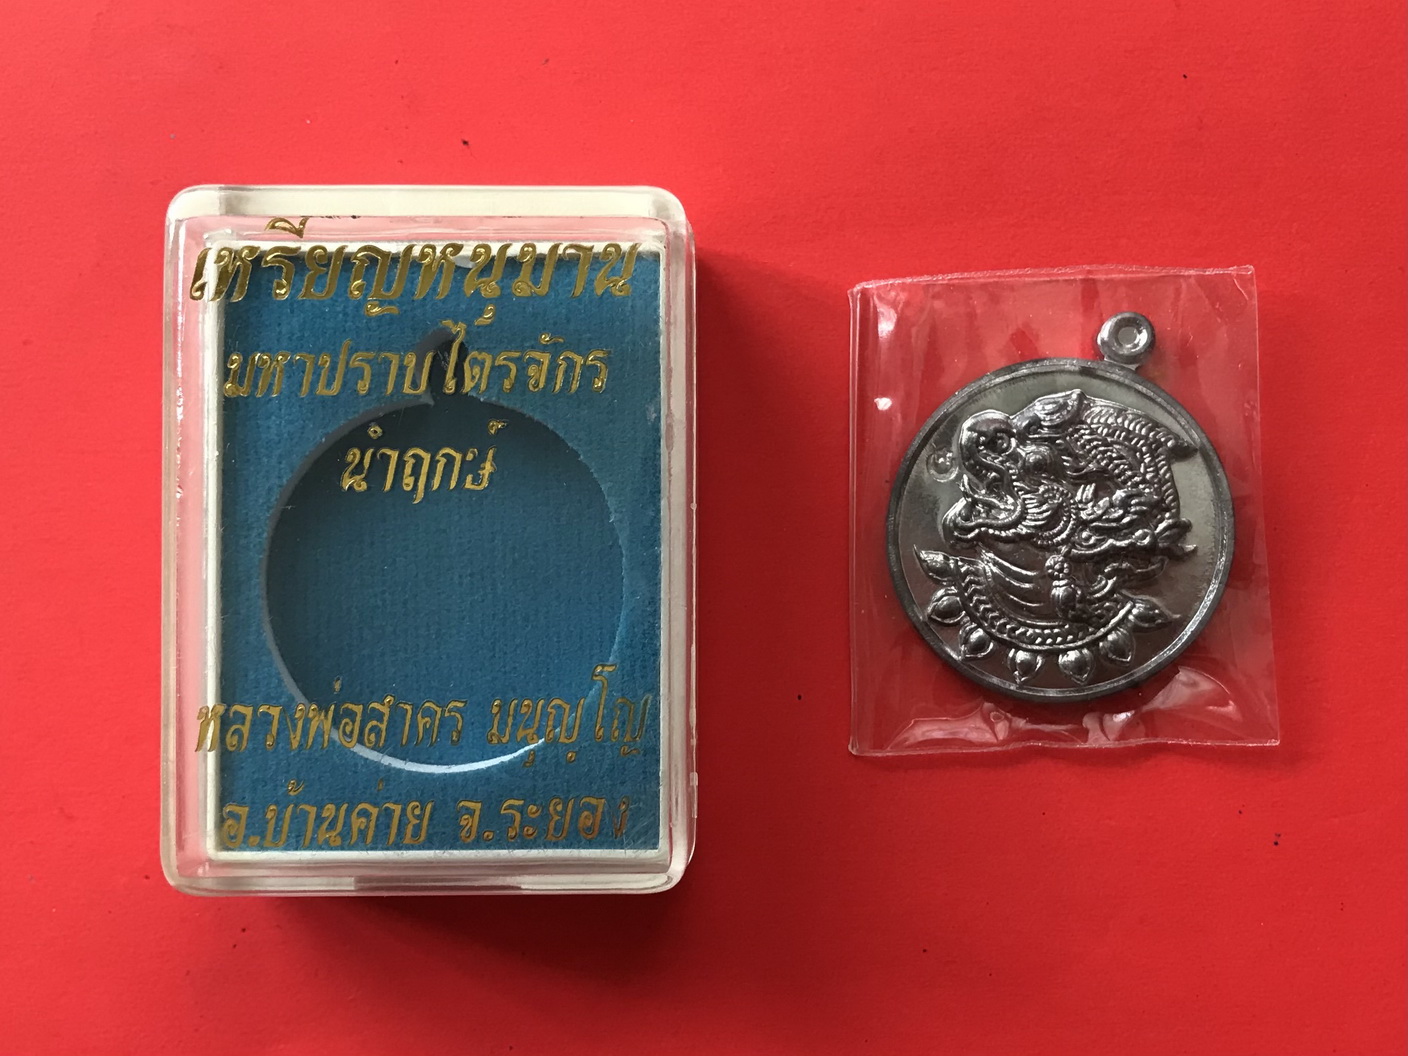 เหรียญหนุมาน
มหาปราบไตรจักร
นำฤกษ์
หลวงพ่อสาคร มนุญฺโญ
อ.บ้านค่าย จ.ระยอง